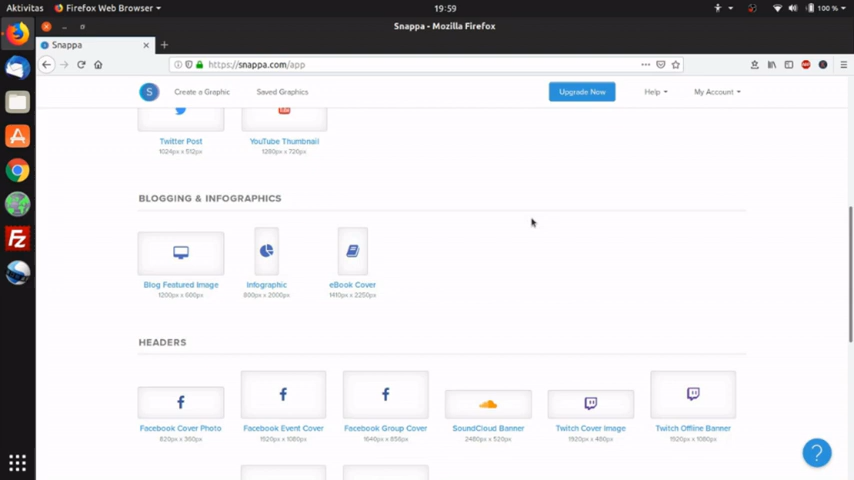 Aktivitas
Firefox Web Browser
19:59
100 %
Snappa - Mozilla Firefox
Snappa
https://snappa.com/app
S
Create a Graphic
Saved Graphics
Upgrade Now
Help
My Account
Twitter Post
YouTube Thumbnail
1024px x 512px
1280px x 720px
BLOGGING & INFOGRAPHICS
Blog Featured Image
Infographic
eBook Cover
1200px x 600px
800px x 2000px
1410px x 2250px
HEADERS
Facebook Cover Photo
Facebook Event Cover
Facebook Group Cover
SoundCloud Banner
Twitch Cover Image
Twitch Offline Banner
820px x 360px
1920px x 1080px
1640px x 856px
2480px x 520px
1920px x 480px
1920px x 1080px
?